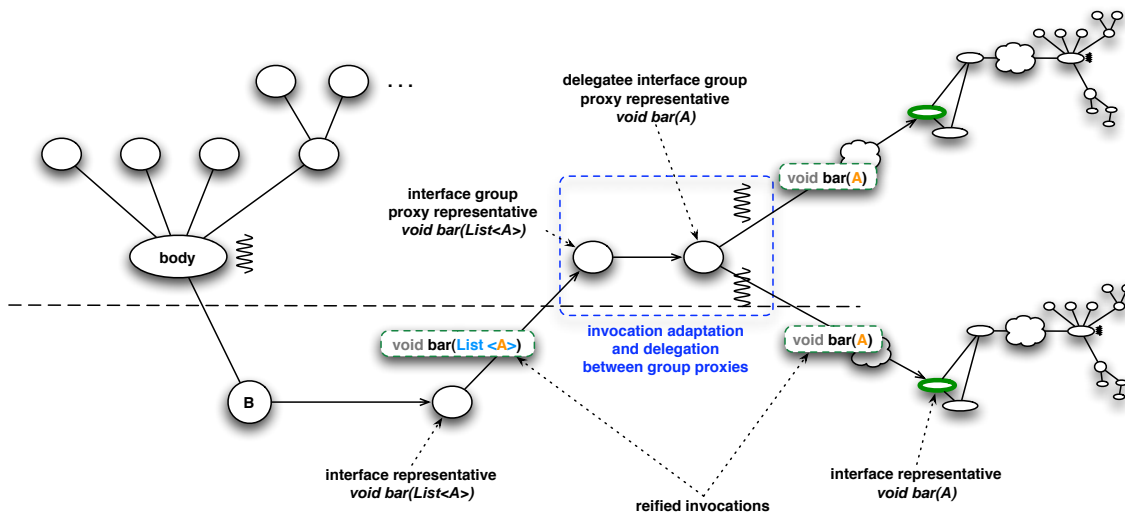 delegatee interface group
proxy representative
void bar(A)
. . .
void bar(A)
interface group
proxy representative
void bar(List<A>)
body
invocation adaptation
and delegation
between group proxies
void bar(List <A>)
void bar(A)
B
interface representative
void bar(List<A>)
reified invocations
interface representative
void bar(A)